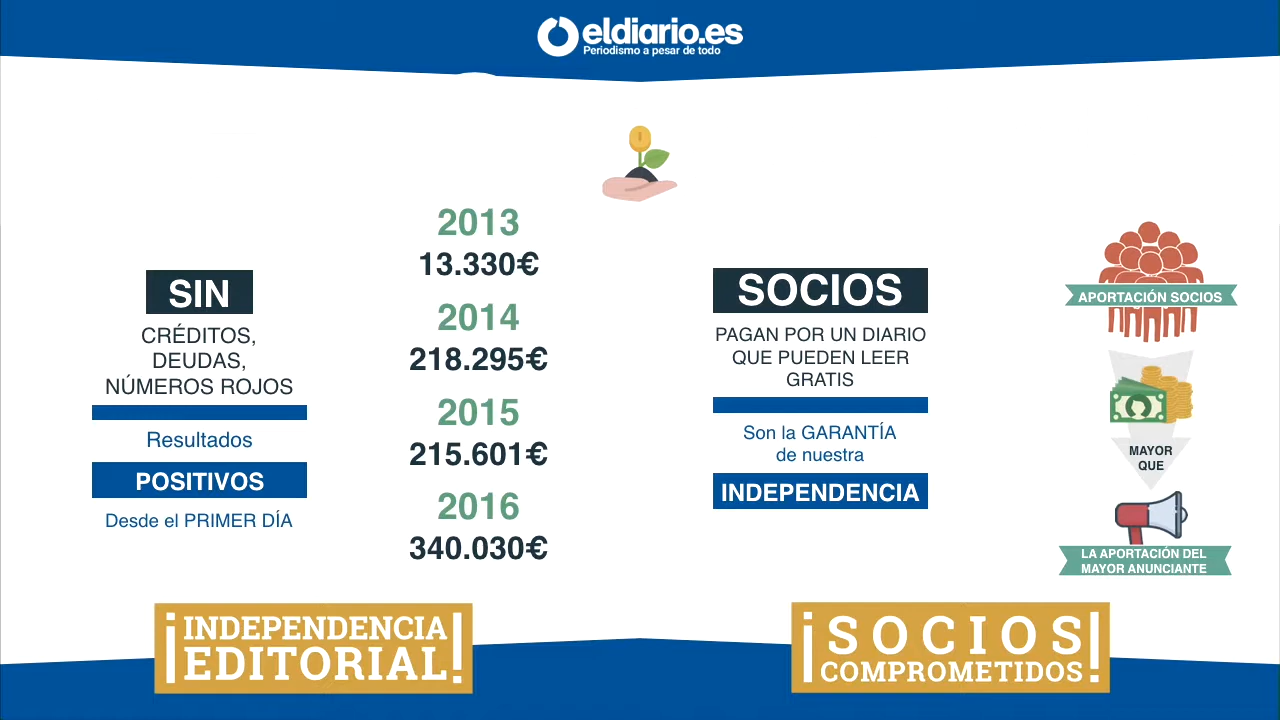 eldiario.es
Periodismo a pesar de todo
SIN
CRÉDITOS,
DEUDAS,
NÚMEROS ROJOS
Resultados
POSITIVOS
Desde el PRIMER DÍA
2013
13.330€
2014
218.295€
2015
215.601€
2016
340.030€
¡INDEPENDENCIA
EDITORIAL!
SOCIOS
PAGAN POR UN DIARIO
QUE PUEDEN LEER
GRATIS
Son la GARANTÍA
de nuestra
INDEPENDENCIA
APORTACIÓN SOCIOS
MAYOR
QUE
LA APORTACIÓN DEL
MAYOR ANUNCIANTE
¡SOCIOS
COMPROMETIDOS!